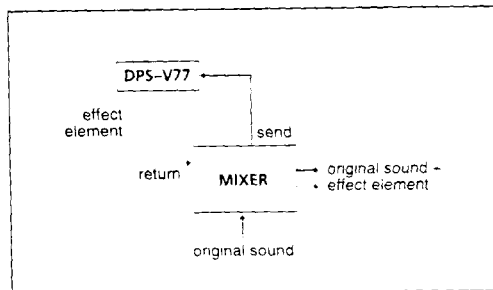 DPS-V77
effect
element
send
return
MIXER
original sound +
effect element
original sound